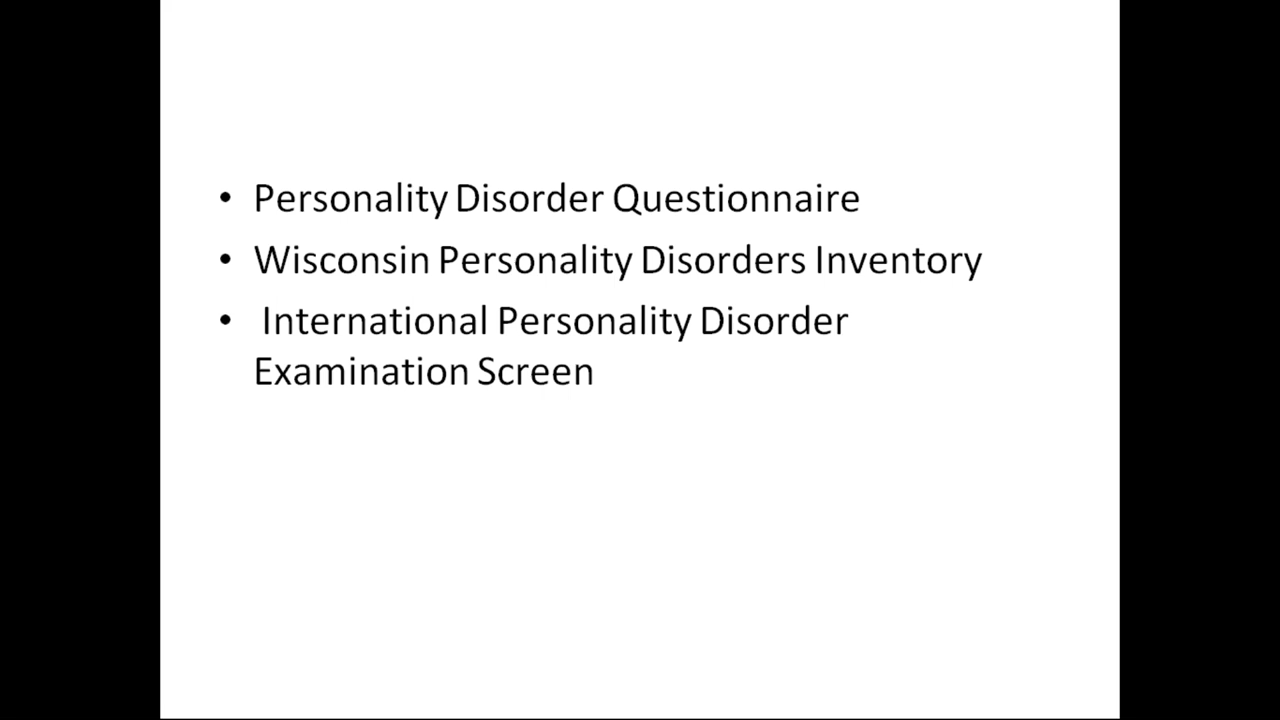 • Personality Disorder Questionnaire
• Wisconsin Personality Disorders Inventory
• International Personality Disorder
Examination Screen